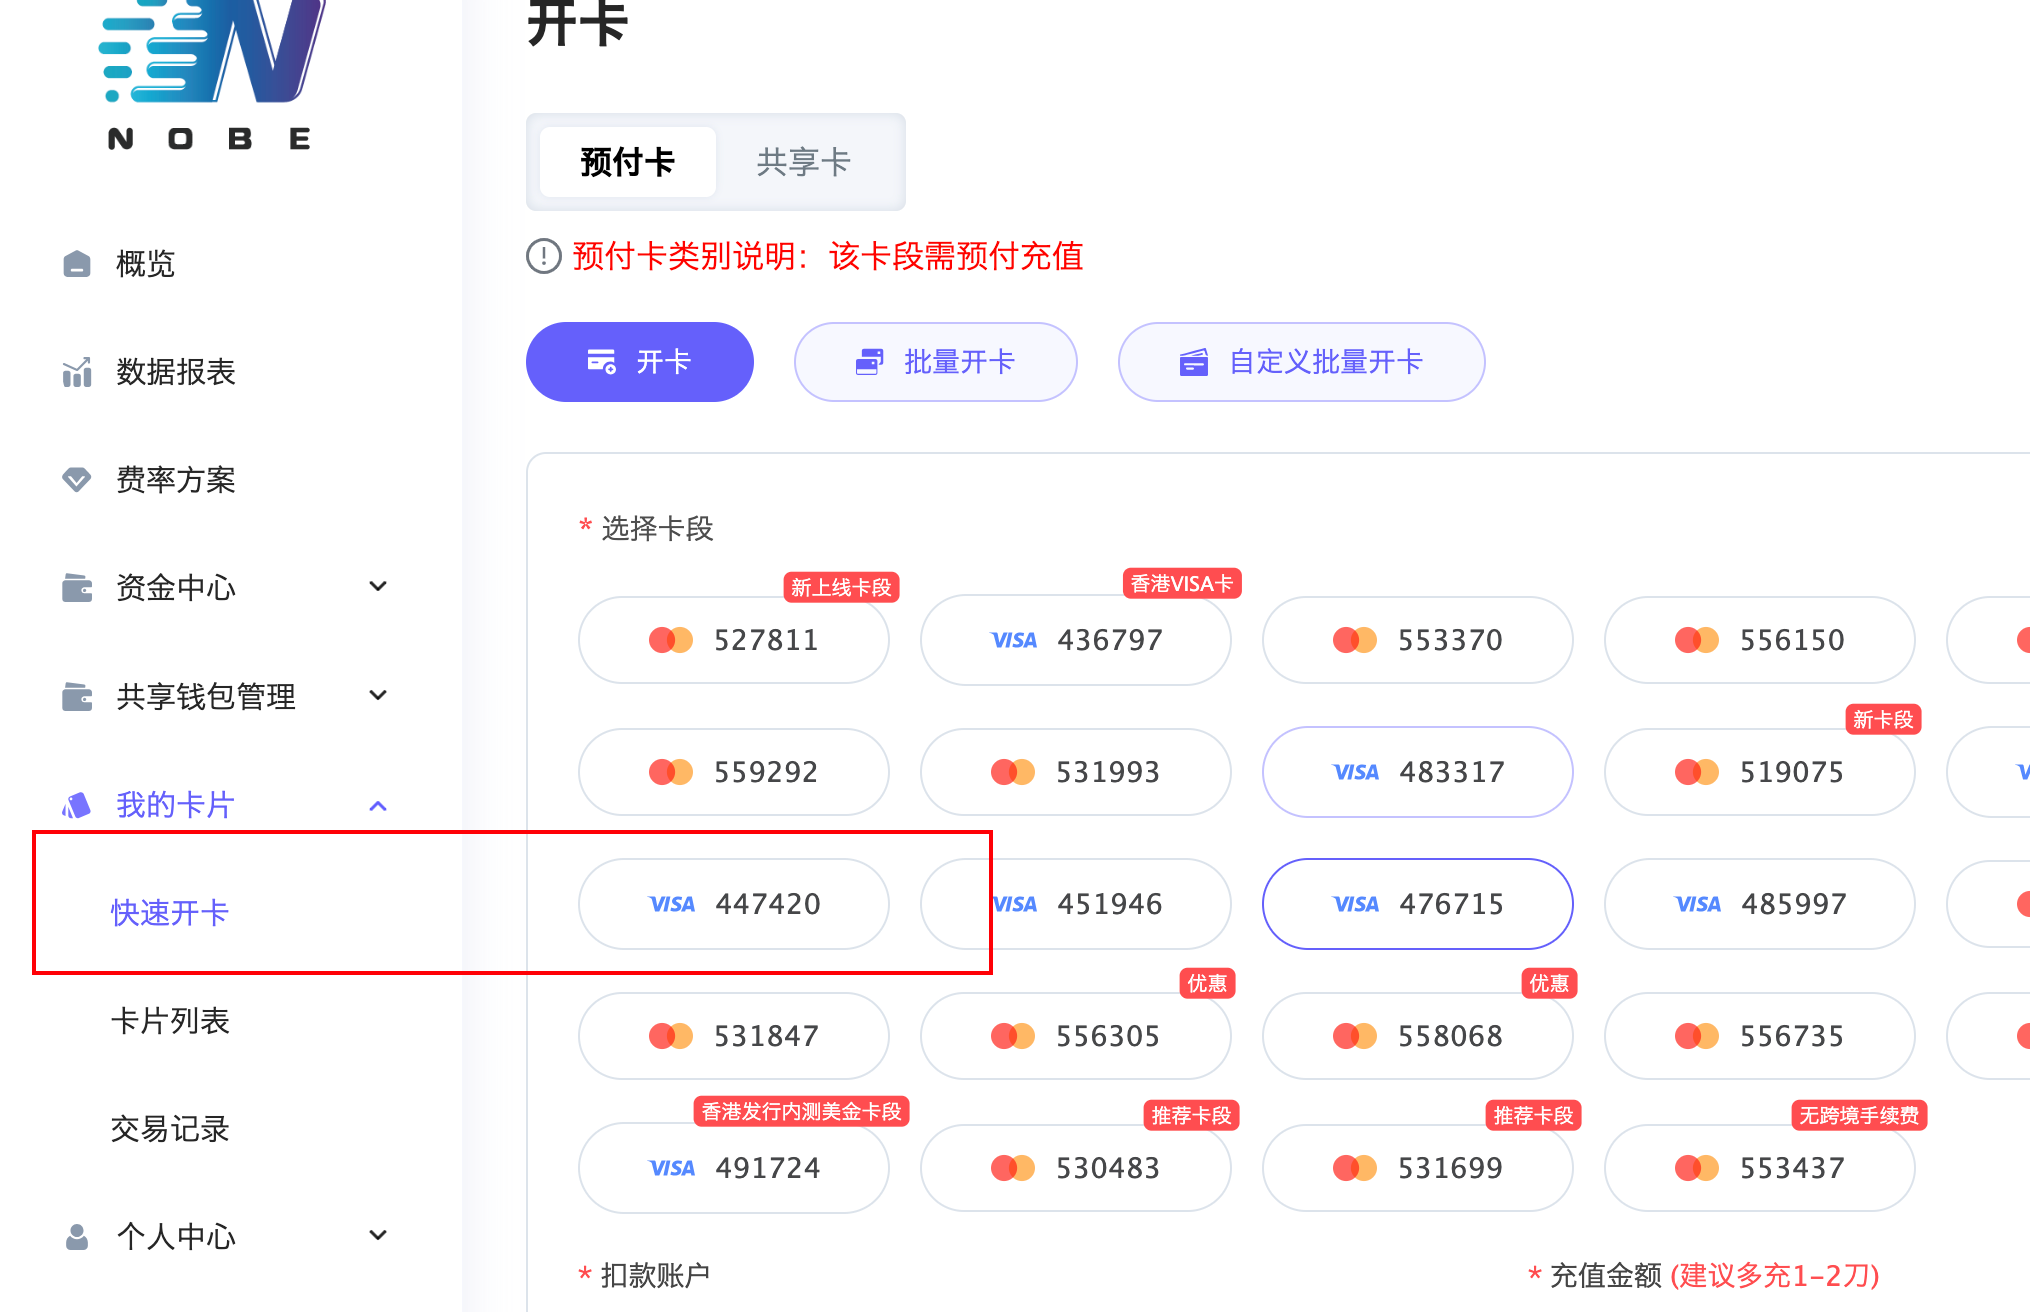 NOBE
概览
数据报表
费率方案
资金中心
共享钱包管理
我的卡片
快速开卡
卡片列表
交易记录
个人中心
开卡
预付卡 共享卡
预付卡类别说明：该卡段需预付充值
开卡 批量开卡 自定义批量开卡
* 选择卡段
新上线卡段 香港VISA卡
527811 VISA 436797 553370 556150
新卡段
559292 531993 VISA 483317 519075
VISA 447420 VISA 451946 VISA 476715 VISA 485997
优惠 优惠
531847 556305 558068 556735
香港发行内测美金卡段 推荐卡段 推荐卡段 无跨境手续费
VISA 491724 530483 531699 553437
* 扣款账户 * 充值金额 (建议多充1-2刀)